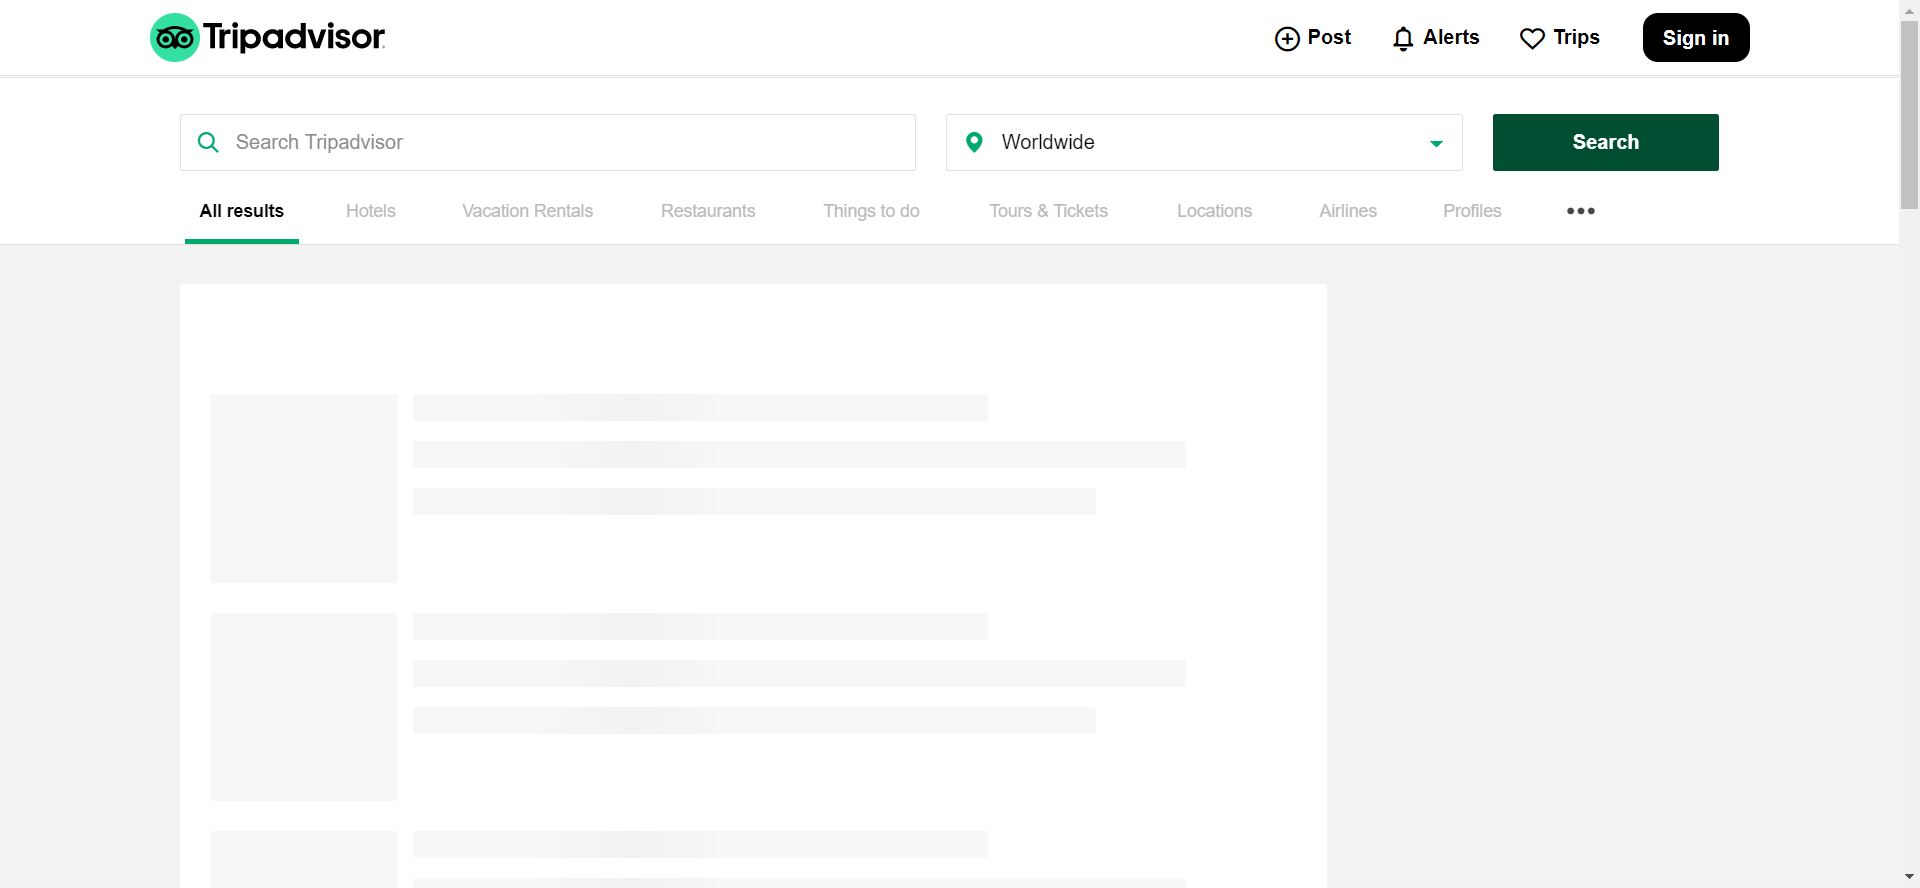 Tripadvisor
Post
Alerts
Trips
Sign in
Search Tripadvisor
Worldwide
Search
All results
Hotels
Vacation Rentals
Restaurants
Things to do
Tours & Tickets
Locations
Airlines
Profiles